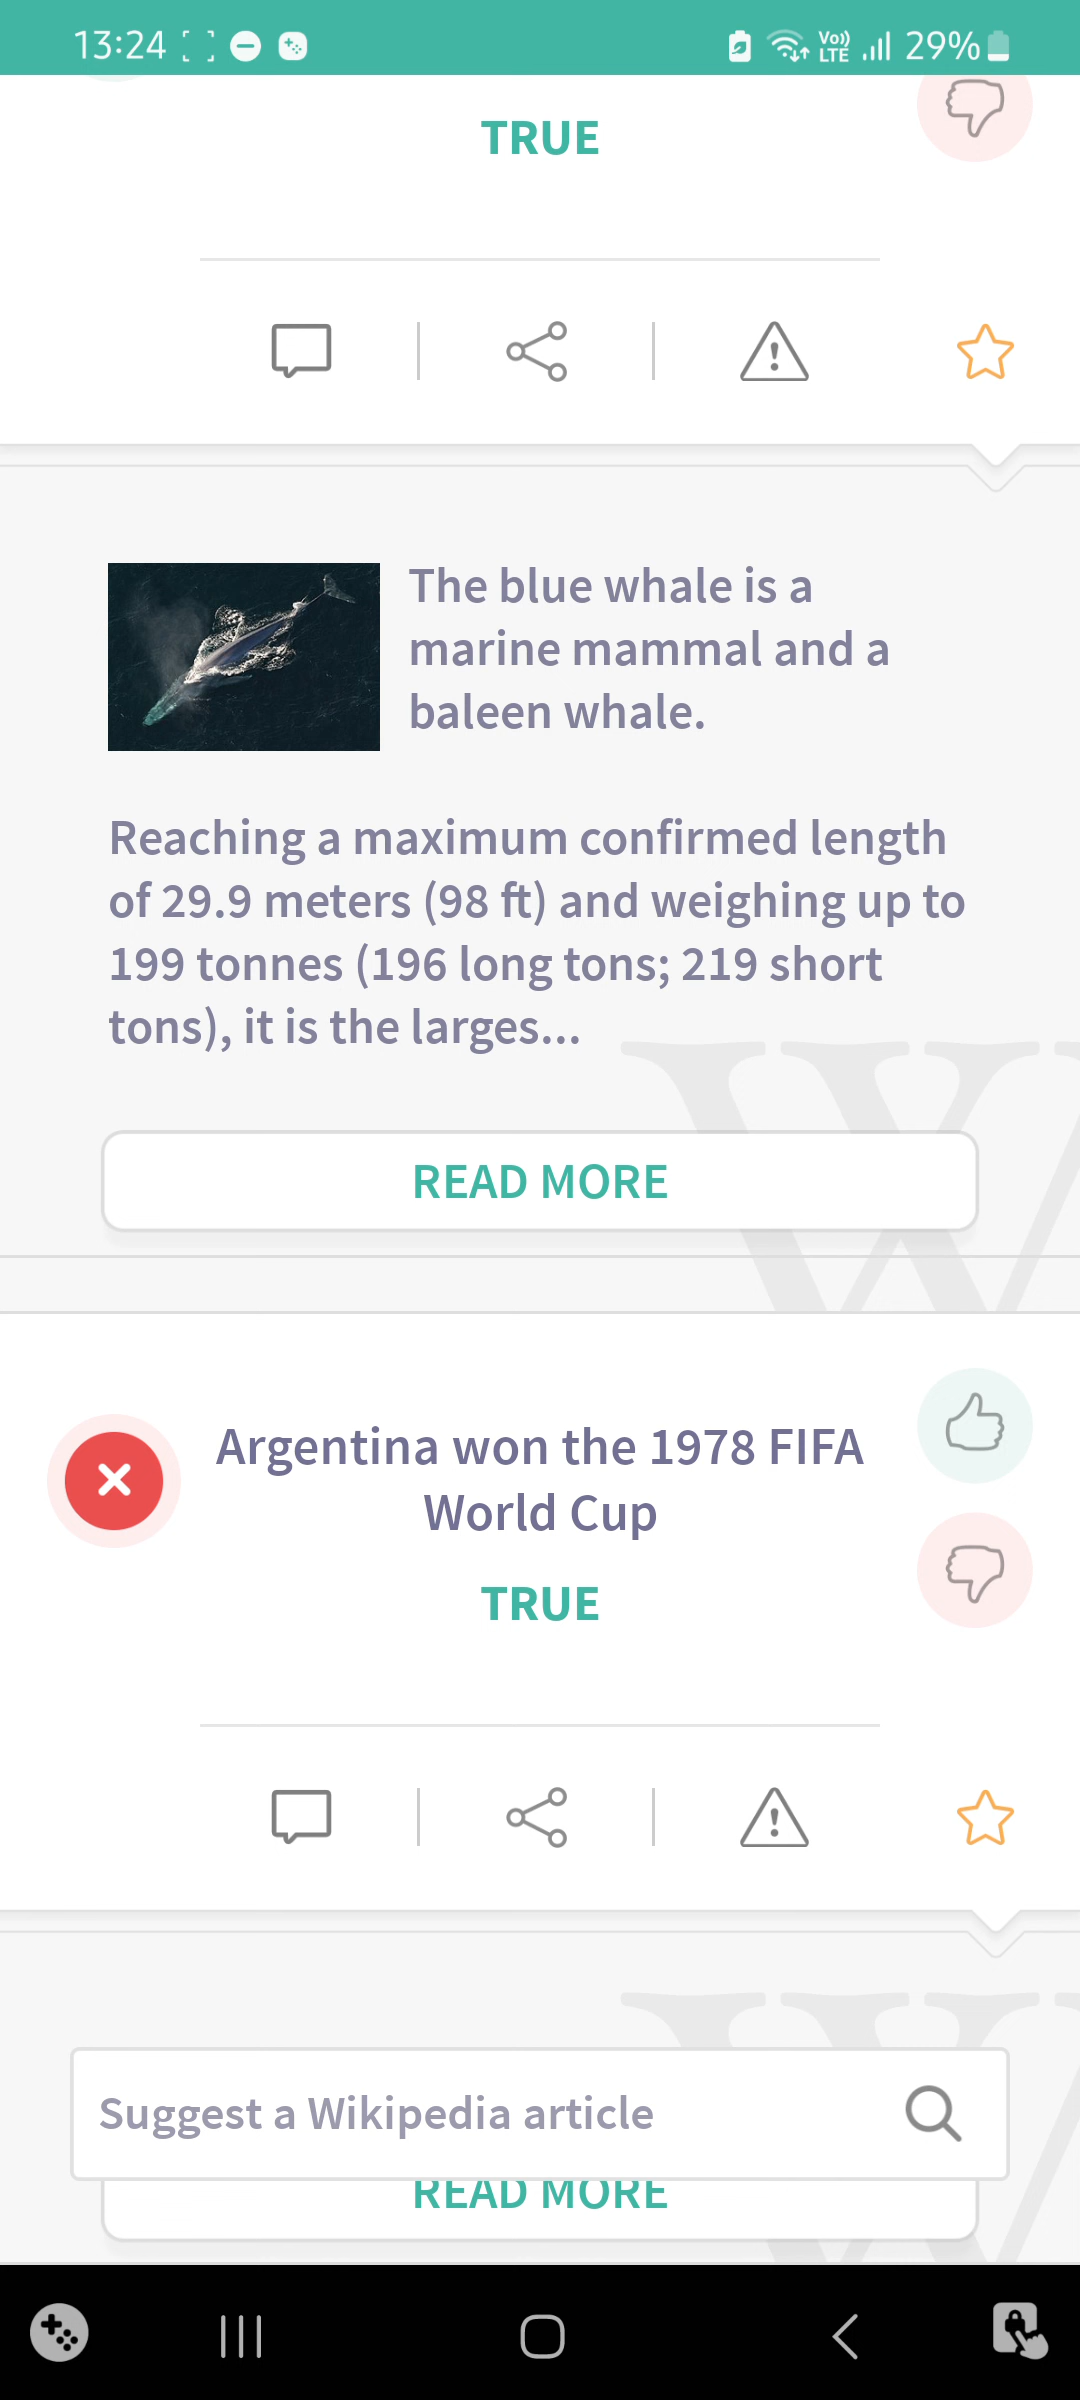 13:24
Vo)) LTE 29%
TRUE
The blue whale is a
marine mammal and a
baleen whale.
Reaching a maximum confirmed length
of 29.9 meters (98 ft) and weighing up to
199 tonnes (196 long tons; 219 short
tons), it is the larges...
READ MORE
Argentina won the 1978 FIFA
World Cup
TRUE
Suggest a Wikipedia article
READ MORE